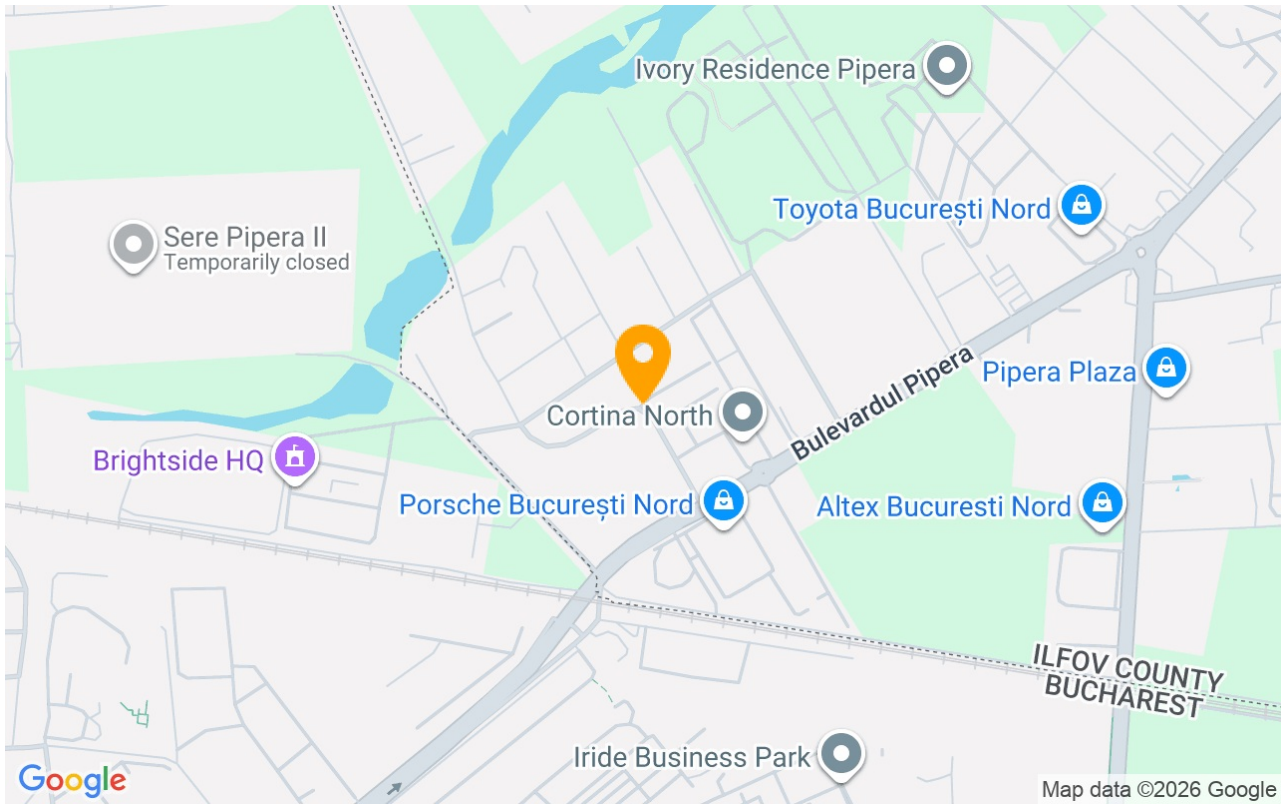 Ivory Residence Pipera
Toyota București Nord
Sere Pipera II
Temporarily closed
Bulevardul Pipera
Pipera Plaza
Cortina North
Brightside HQ
Porsche București Nord
Altex Bucuresti Nord
ILFOV COUNTY
BUCHAREST
Iride Business Park
Google
Map data ©2026 Google